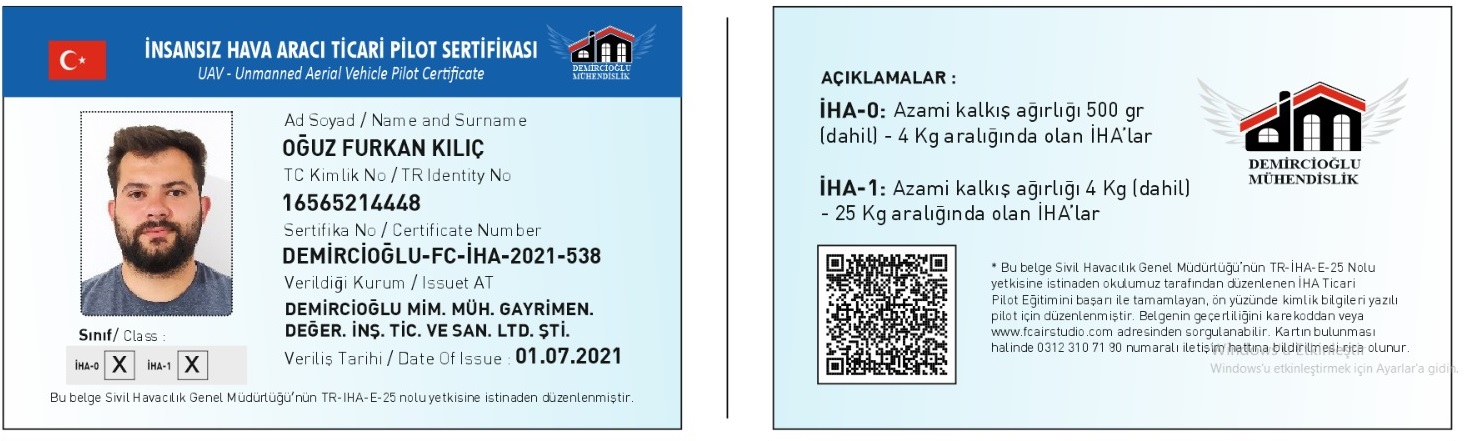 İNSANSIZ HAVA ARACI TİCARİ PİLOT SERTİFİKASI
UAV - Unmanned Aerial Vehicle Pilot Certificate
DEMİRCİOĞLU
MÜHENDİSLİK
Ad Soyad / Name and Surname
OĞUZ FURKAN KILIÇ
TC Kimlik No / TR Identity No
16565214448
Sertifika No / Certificate Number
DEMİRCİOĞLU-FC-İHA-2021-538
Verildiği Kurum / Issuet AT
DEMİRCİOĞLU MİM. MÜH. GAYRİMEN.
DEĞER. İNŞ. TİC. VE SAN. LTD. ŞTİ.
Veriliş Tarihi / Date Of Issue : 01.07.2021
Sınıf/ Class :
İHA-0 X İHA-1 X
Bu belge Sivil Havacılık Genel Müdürlüğü’nün TR-IHA-E-25 nolu yetkisine istinaden düzenlenmiştir.
AÇIKLAMALAR :
İHA-0: Azami kalkış ağırlığı 500 gr
(dahil) - 4 Kg aralığında olan İHA’lar
İHA-1: Azami kalkış ağırlığı 4 Kg (dahil)
- 25 Kg aralığında olan İHA’lar
DEMİRCİOĞLU
MÜHENDİSLİK
* Bu belge Sivil Havacılık Genel Müdürlüğü’nün TR-İHA-E-25 Nolu
yetkisine istinaden okulumuz tarafından düzenlenen İHA Ticari
Pilot Eğitimini başarı ile tamamlayan, ön yüzünde kimlik bilgileri yazılı
pilot için düzenlenmiştir. Belgenin geçerliliğini karekoddan veya
www.fcairstudio.com adresinden sorgulanabilir. Kartın bulunması
halinde 0312 310 71 80 numaralı iletişim hattına bildirilmesi rica olunur.
Windows'u Etkinleştir
Windows'u etkinleştirmek için Ayarlar'a gidin.